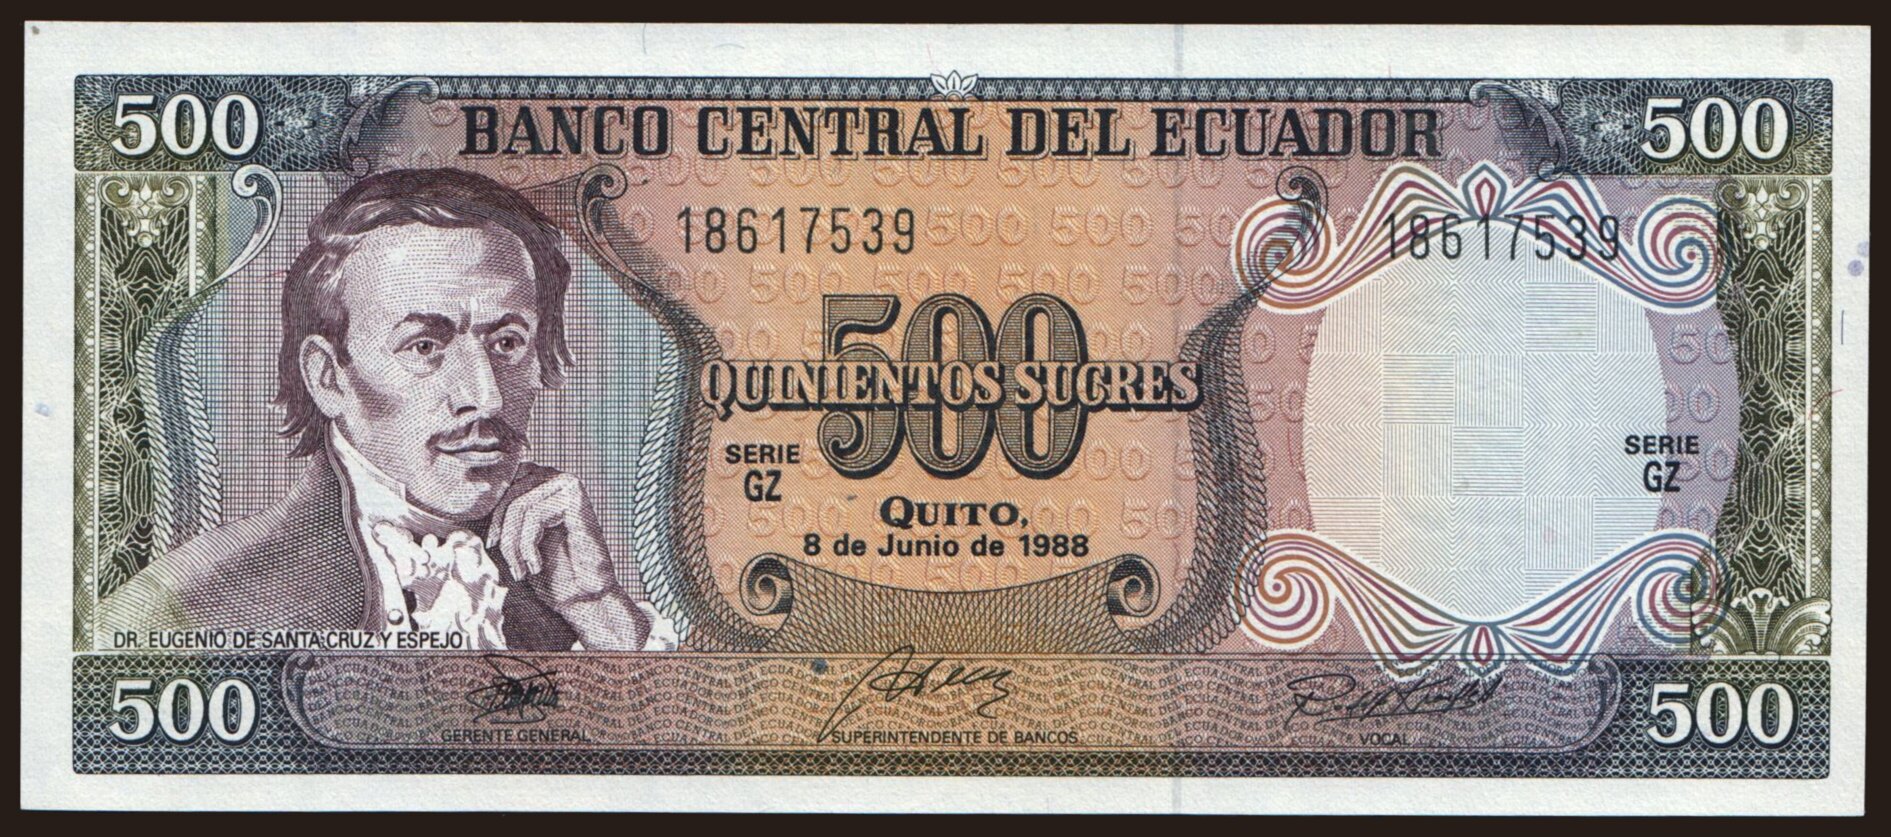 500 500
BANCO CENTRAL DEL ECUADOR
18617539 18617539
500
QUINIENTOS SUCRES
SERIE GZ
SERIE GZ
QUITO,
8 de Junio de 1988
DR. EUGENIO DE SANTA CRUZ Y ESPEJO
500 500
GERENTE GENERAL SUPERINTENDENTE DE BANCOS VOCAL